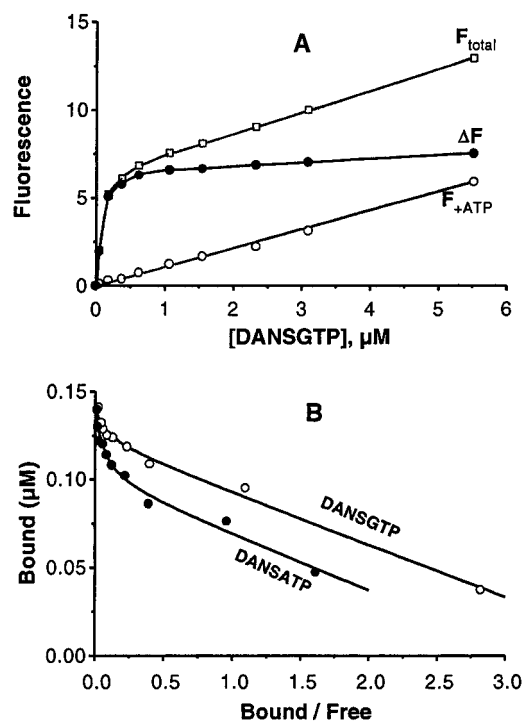 A
F total
ΔF
F +ATP
Fluorescence
15
10
5
0
0 1 2 3 4 5 6
[DANSGTP], µM
B
DANSGTP
DANSATP
Bound (µM)
0.15
0.10
0.05
0.00
0.0 0.5 1.0 1.5 2.0 2.5 3.0
Bound / Free